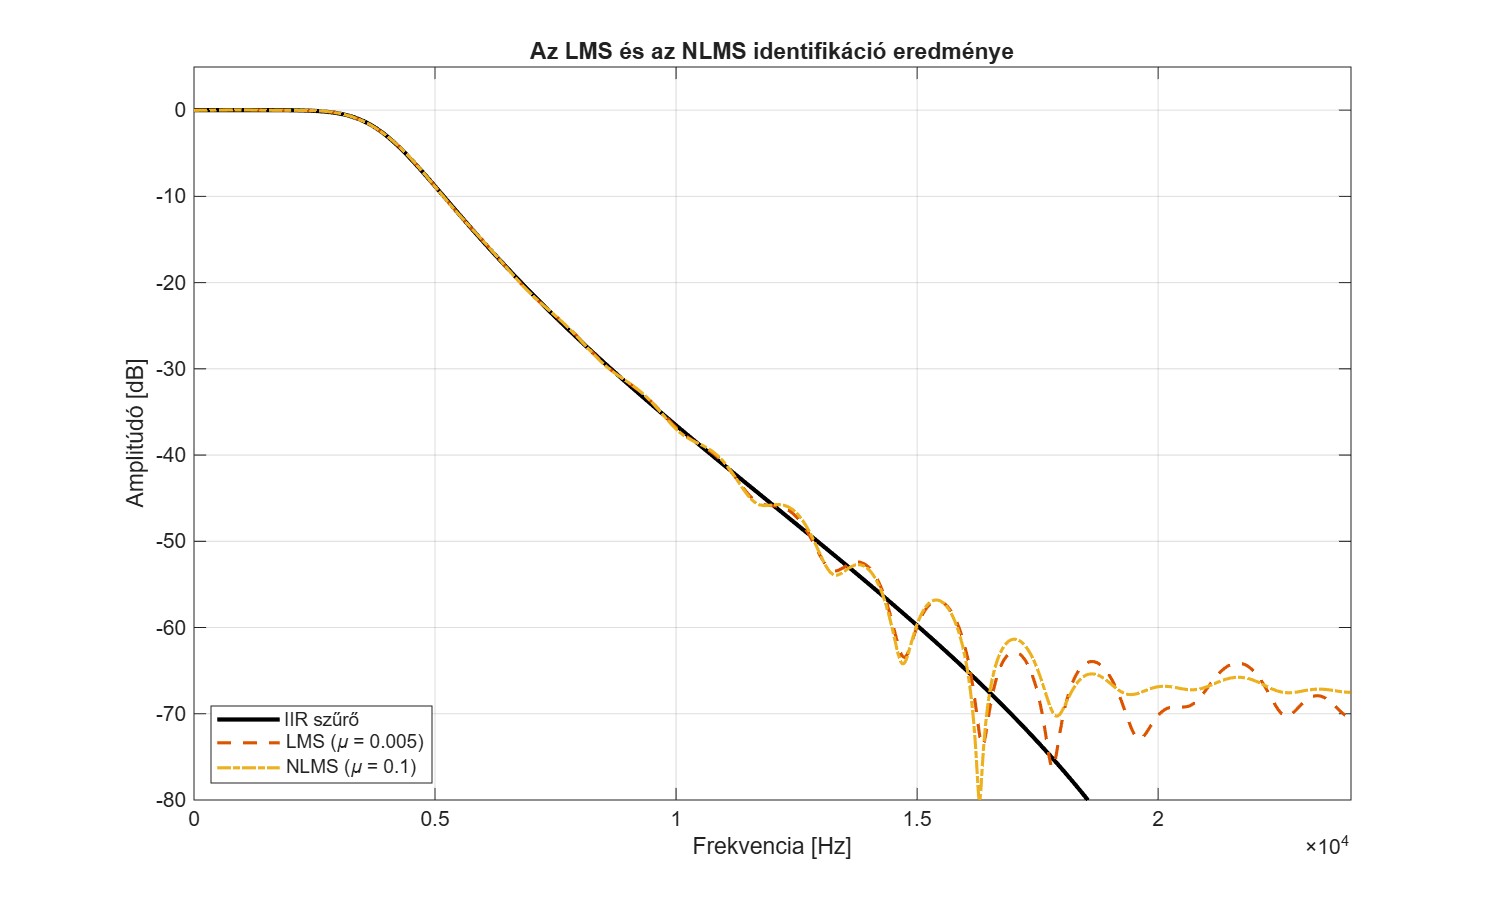 Az LMS és az NLMS identifikáció eredménye
Amplitúdó [dB]
0
-10
-20
-30
-40
-50
-60
-70
-80
IIR szűrő
LMS (μ = 0.005)
NLMS (μ = 0.1)
0 0.5 1 1.5 2
Frekvencia [Hz]
×10⁴